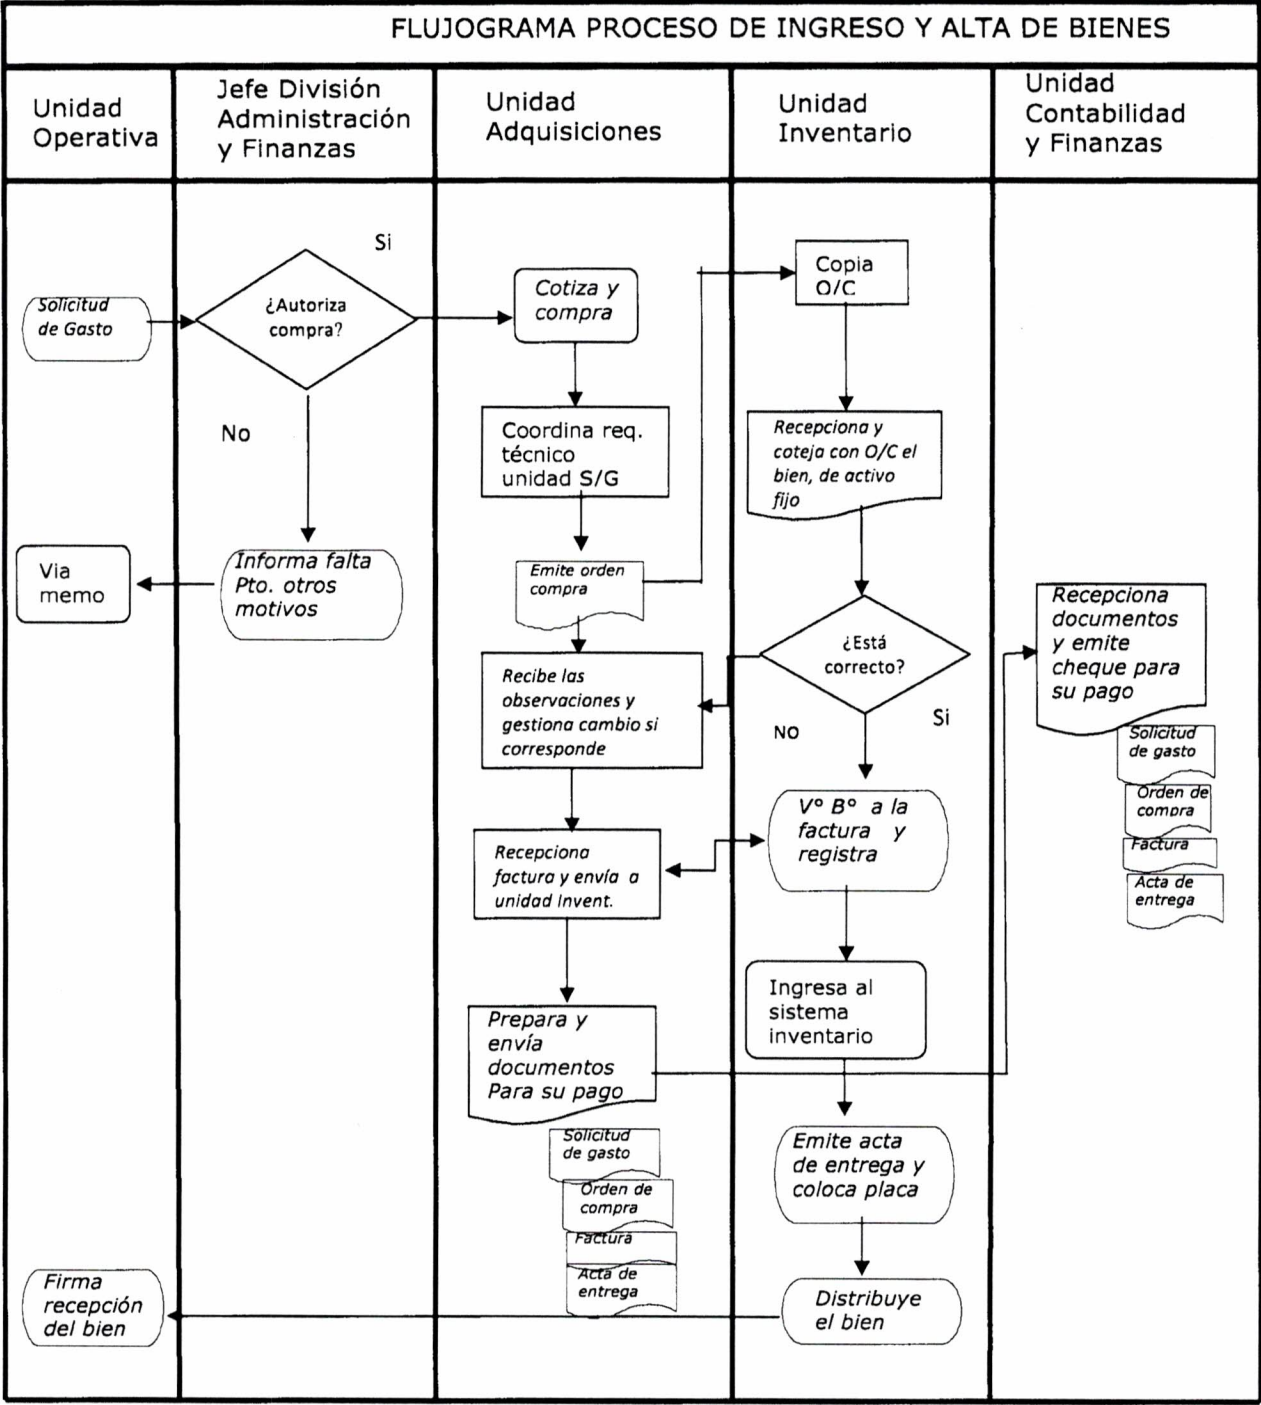 FLUJOGRAMA PROCESO DE INGRESO Y ALTA DE BIENES
Unidad
Operativa
Jefe División
Administración
y Finanzas
Unidad
Adquisiciones
Unidad
Inventario
Unidad
Contabilidad
y Finanzas
Solicitud
de Gasto
¿Autoriza
compra?
Si
No
Informa falta
Pto. otros
motivos
Via
memo
Cotiza y
compra
Coordina req.
técnico
unidad S/G
Emite orden
compra
Copia
O/C
Recepciona y
coteja con O/C el
bien, de activo
fijo
¿Está
correcto?
NO
Si
Recibe las
observaciones y
gestiona cambio si
corresponde
Recepciona
factura y envía a
unidad Invent.
V° B° a la
factura y
registra
Prepara y
envía
documentos
Para su pago
Solicitud
de gasto
Orden de
compra
Factura
Acta de
entrega
Ingresa al
sistema
inventario
Emite acta
de entrega y
coloca placa
Distribuye
el bien
Firma
recepción
del bien
Recepciona
documentos
y emite
cheque para
su pago
Solicitud
de gasto
Orden de
compra
Factura
Acta de
entrega